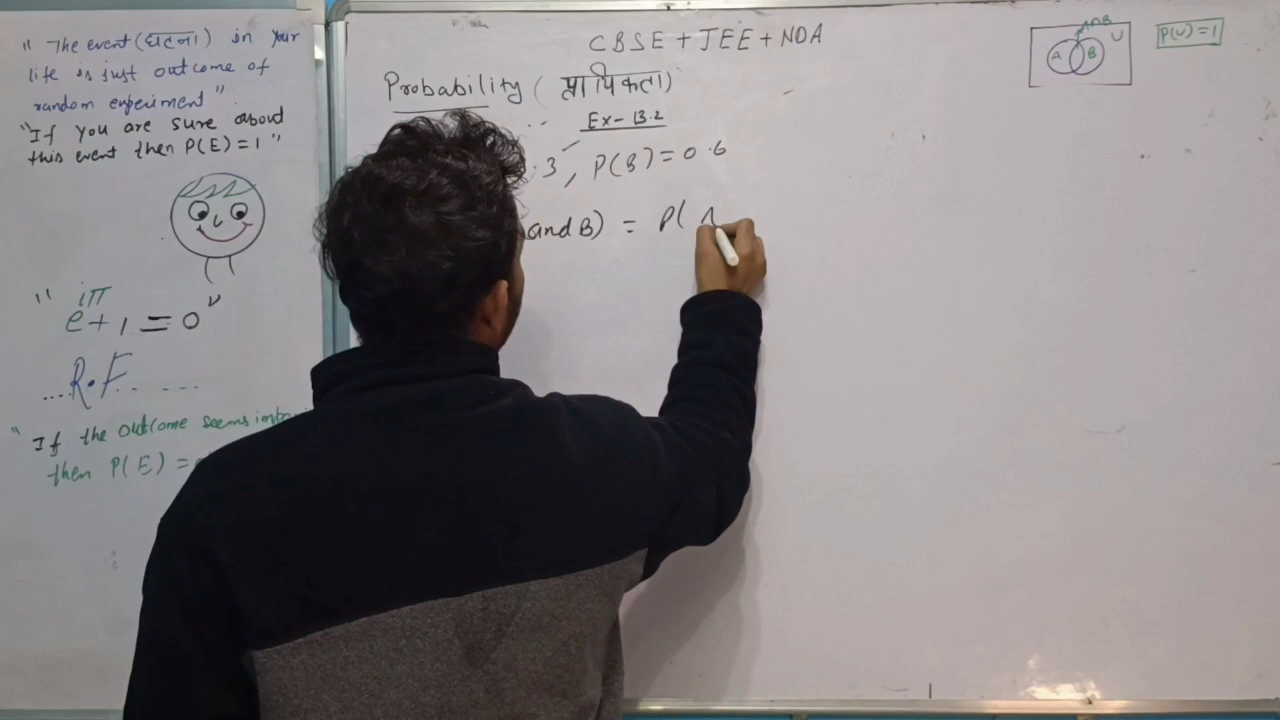 " The event (घटना) in your
life is just outcome of
random experiment "
"If you are sure about
this event then P(E) = 1 "
" e^iπ + 1 = 0 "
....R.F. ....
" If the outcome seems
then P(E) =
CBSE + JEE + NDA
Probability ( प्रायिकता)
Ex - 13.2
.3 , P(B) = 0.6
and B) = P( A
A∩B
A B U
P(U) = 1